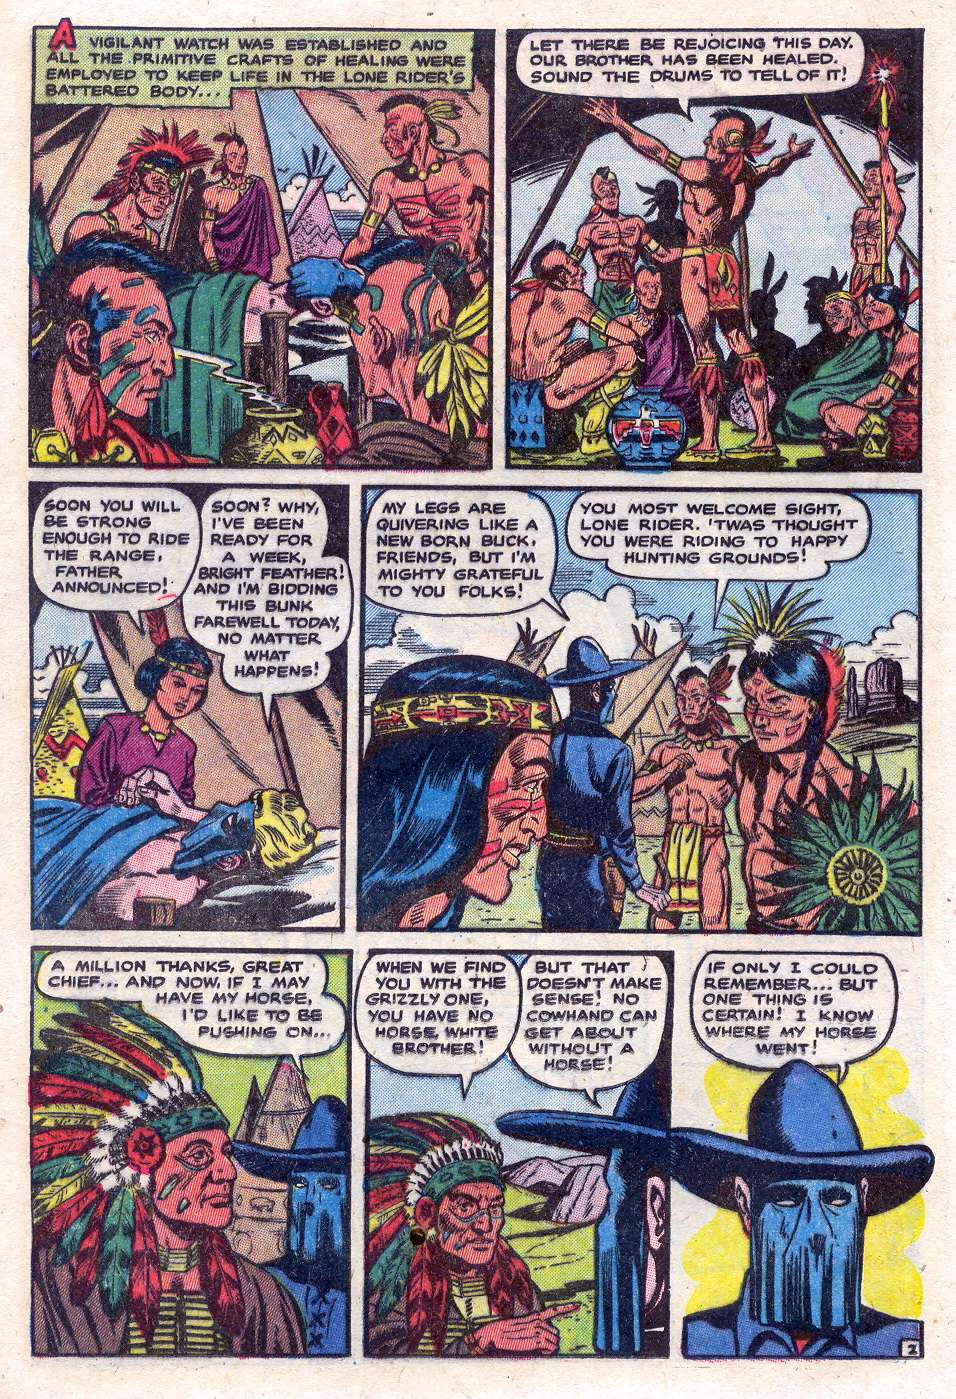 A VIGILANT WATCH WAS ESTABLISHED AND
ALL THE PRIMITIVE CRAFTS OF HEALING WERE
EMPLOYED TO KEEP LIFE IN THE LONE RIDER'S
BATTERED BODY...
LET THERE BE REJOICING THIS DAY.
OUR BROTHER HAS BEEN HEALED.
SOUND THE DRUMS TO TELL OF IT!
SOON YOU WILL
BE STRONG
ENOUGH TO RIDE
THE RANGE,
FATHER
ANNOUNCED!
SOON? WHY,
I'VE BEEN
READY FOR
A WEEK,
BRIGHT FEATHER!
AND I'M BIDDING
THIS BUNK
FAREWELL TODAY,
NO MATTER
WHAT
HAPPENS!
MY LEGS ARE
QUIVERING LIKE A
NEW BORN BUCK,
FRIENDS, BUT I'M
MIGHTY GRATEFUL
TO YOU FOLKS!
YOU MOST WELCOME SIGHT,
LONE RIDER. 'TWAS THOUGHT
YOU WERE RIDING TO HAPPY
HUNTING GROUNDS!
A MILLION THANKS, GREAT
CHIEF... AND NOW, IF I MAY
HAVE MY HORSE,
I'D LIKE TO BE
PUSHING ON...
WHEN WE FIND
YOU WITH THE
GRIZZLY ONE,
YOU HAVE NO
HORSE, WHITE
BROTHER!
BUT THAT
DOESN'T MAKE
SENSE! NO
COWHAND CAN
GET ABOUT
WITHOUT A
HORSE!
IF ONLY I COULD
REMEMBER... BUT
ONE THING IS
CERTAIN! I KNOW
WHERE MY HORSE
WENT!
2